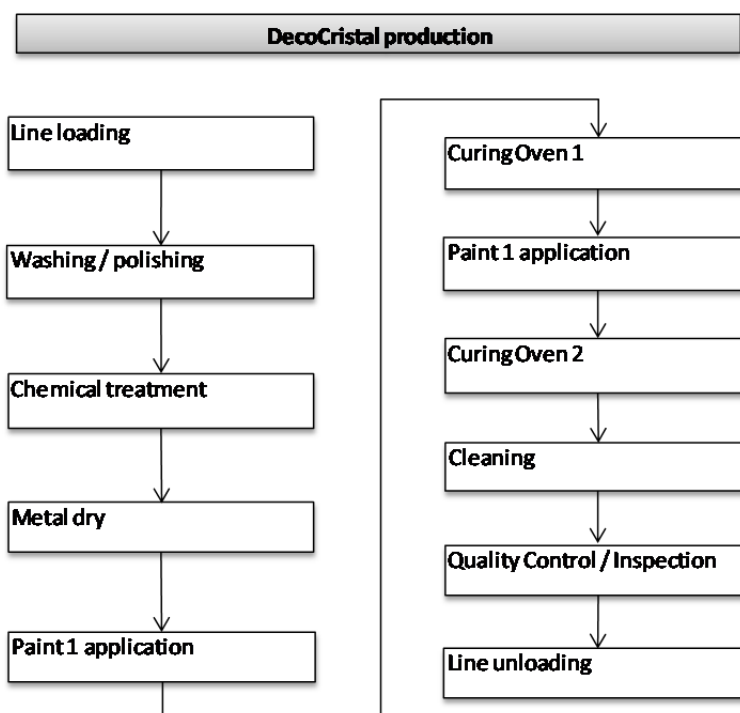 DecoCristal production
Line loading
Washing / polishing
Chemical treatment
Metal dry
Paint 1 application
Curing Oven 1
Paint 1 application
Curing Oven 2
Cleaning
Quality Control / Inspection
Line unloading